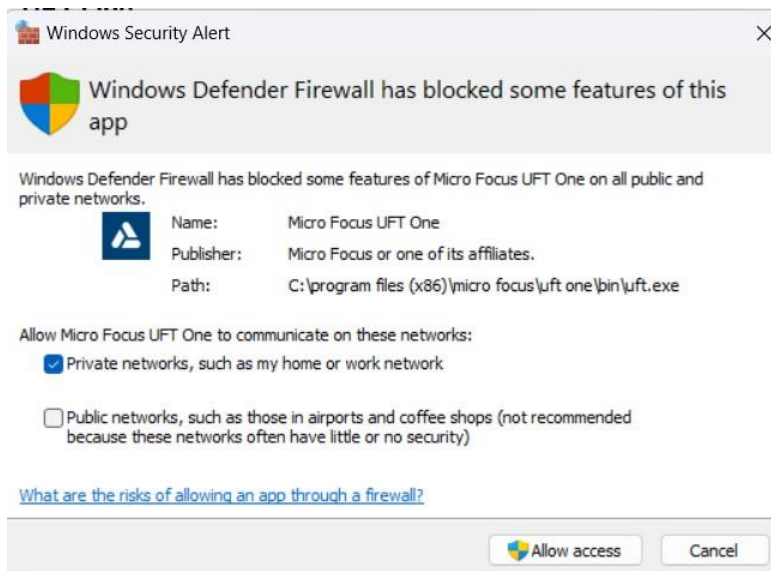 Windows Security Alert
Windows Defender Firewall has blocked some features of this
app
Windows Defender Firewall has blocked some features of Micro Focus UFT One on all public and
private networks.
Name: Micro Focus UFT One
Publisher: Micro Focus or one of its affiliates.
Path: C:\program files (x86)\micro focus\uft one\bin\uft.exe
Allow Micro Focus UFT One to communicate on these networks:
Private networks, such as my home or work network
Public networks, such as those in airports and coffee shops (not recommended
because these networks often have little or no security)
What are the risks of allowing an app through a firewall?
Allow access Cancel